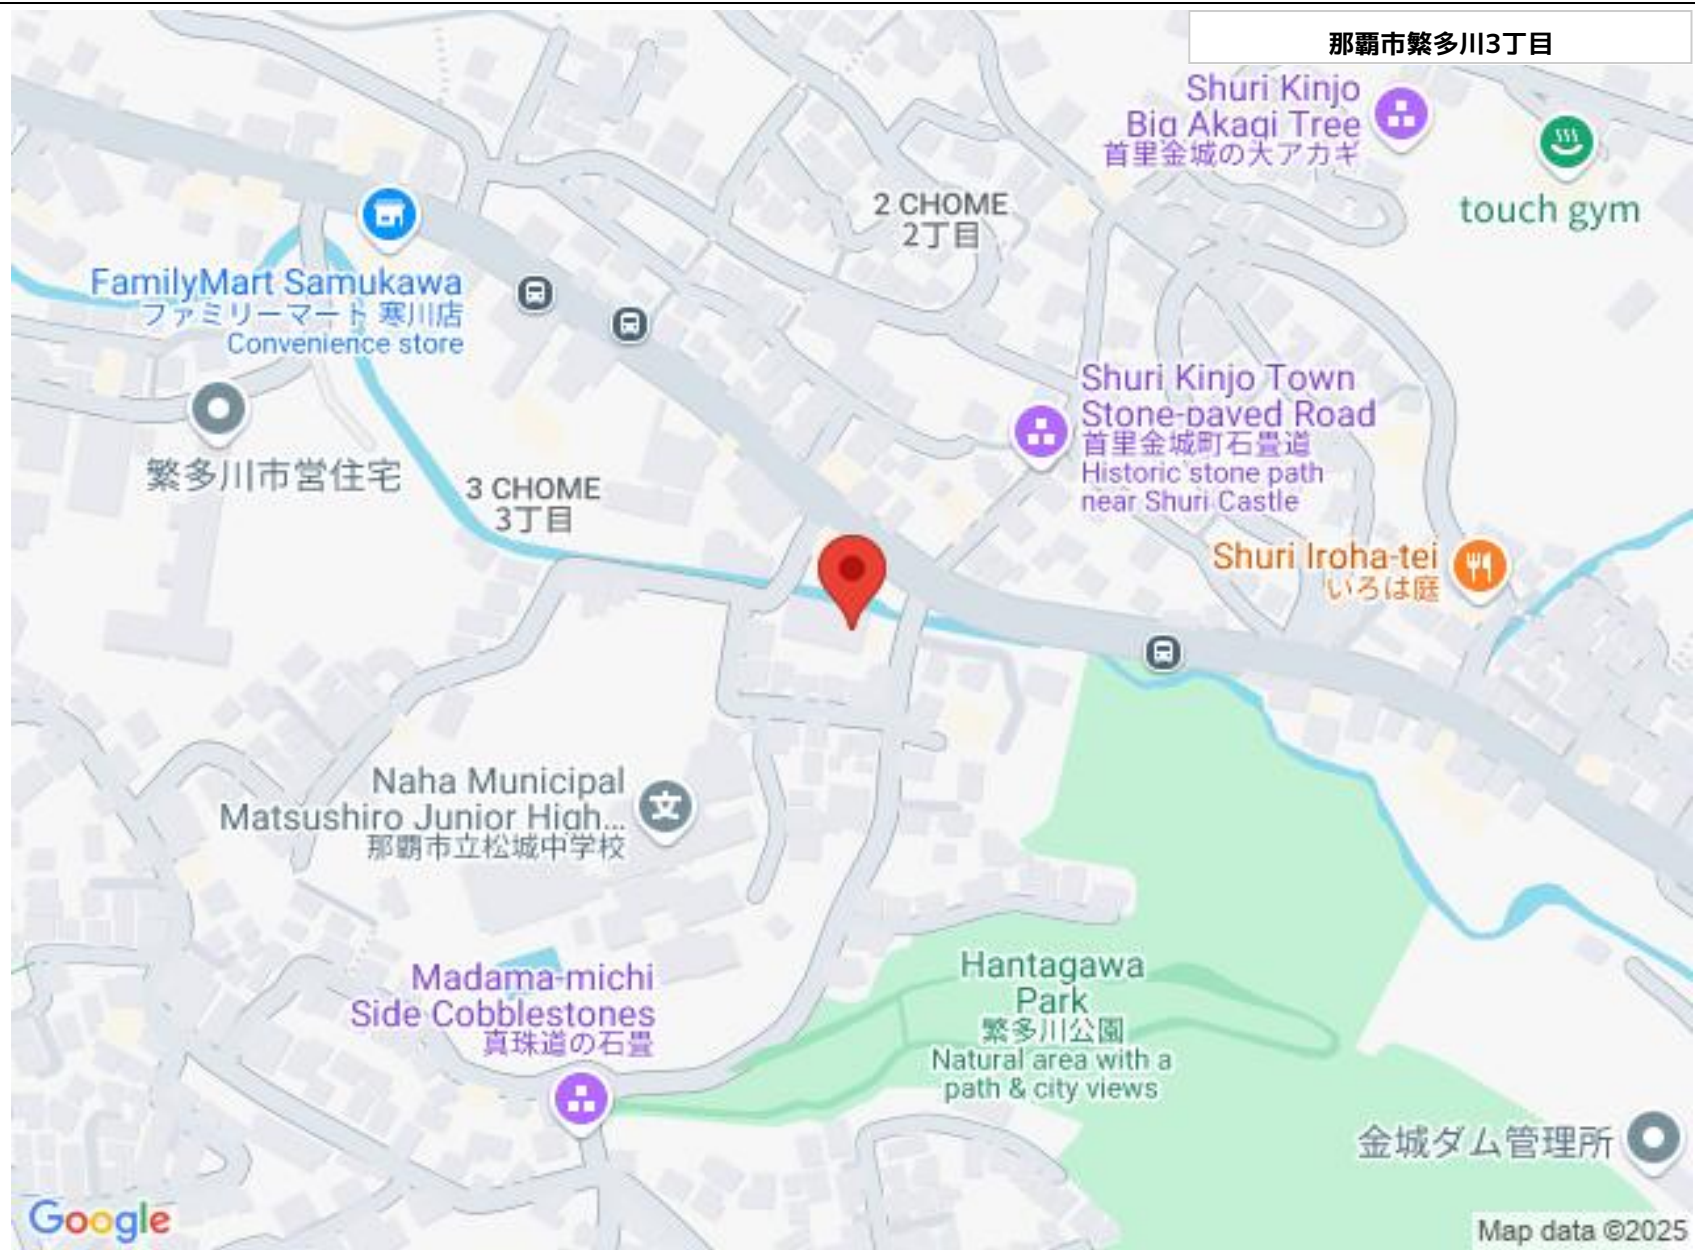 那覇市繁多川3丁目
Shuri Kinjo
Big Akagi Tree
首里金城の大アカギ
touch gym
2 CHOME
2丁目
FamilyMart Samukawa
ファミリーマート 寒川店
Convenience store
Shuri Kinjo Town
Stone-paved Road
首里金城町石畳道
Historic stone path
near Shuri Castle
繁多川市営住宅
3 CHOME
3丁目
Shuri Iroha-tei
いろは庭
Naha Municipal
Matsushiro Junior High...
那覇市立松城中学校
文
Madama-michi
Side Cobblestones
真珠道の石畳
Hantagawa
Park
繁多川公園
Natural area with a
path & city views
金城ダム管理所
Google
Map data ©2025